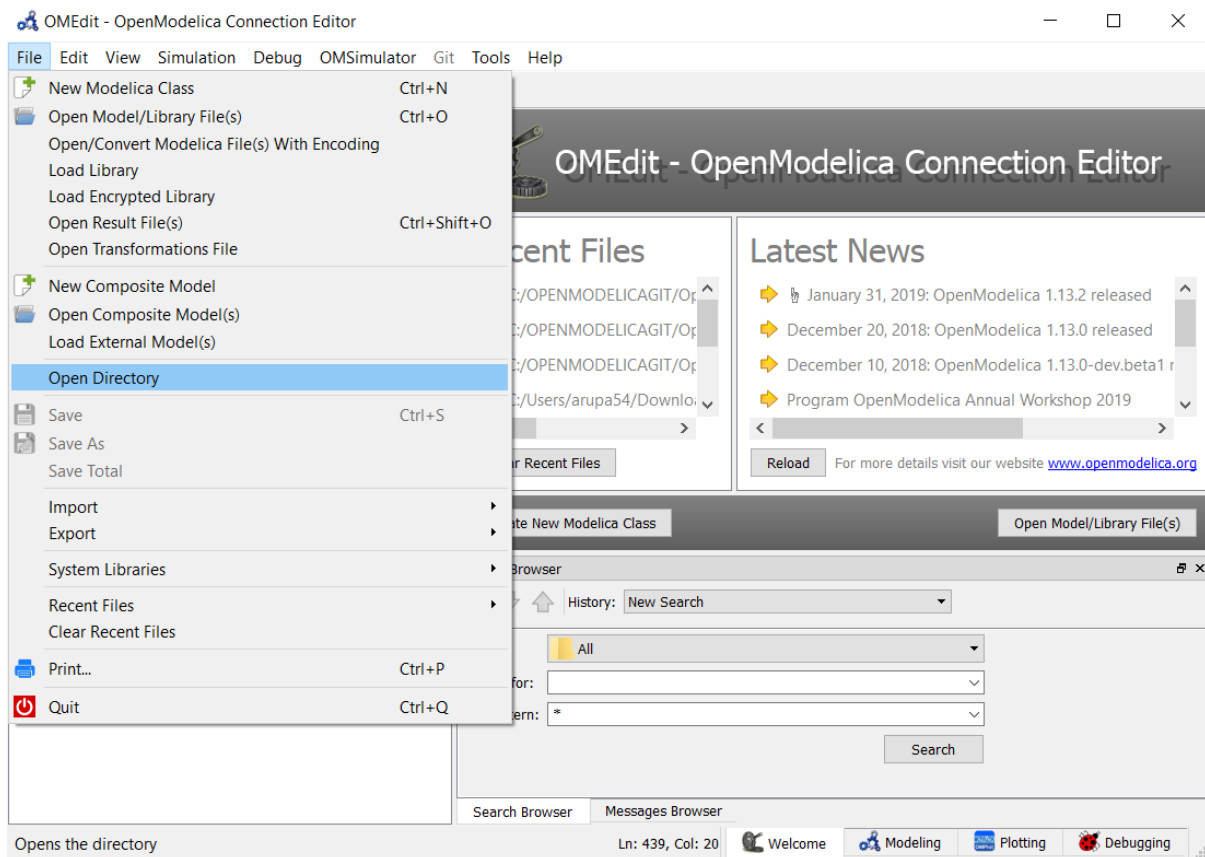 OMEdit - OpenModelica Connection Editor
File Edit View Simulation Debug OMSimulator Git Tools Help
New Modelica Class Ctrl+N
Open Model/Library File(s) Ctrl+O
Open/Convert Modelica File(s) With Encoding
Load Library
Load Encrypted Library
Open Result File(s) Ctrl+Shift+O
Open Transformations File
New Composite Model
Open Composite Model(s)
Load External Model(s)
Open Directory
Save Ctrl+S
Save As
Save Total
Import
Export
System Libraries
Recent Files
Clear Recent Files
Print... Ctrl+P
Quit Ctrl+Q
OMEdit - OpenModelica Connection Editor
cent Files
:/OPENMODELICAGIT/Op
:/OPENMODELICAGIT/Op
:/OPENMODELICAGIT/Op
:/Users/arupa54/Downloa
r Recent Files
Latest News
January 31, 2019: OpenModelica 1.13.2 released
December 20, 2018: OpenModelica 1.13.0 released
December 10, 2018: OpenModelica 1.13.0-dev.beta1 r
Program OpenModelica Annual Workshop 2019
Reload For more details visit our website www.openmodelica.org
ate New Modelica Class
Open Model/Library File(s)
Browser
History: New Search
All
for:
ern: *
Search
Search Browser Messages Browser
Opens the directory
Ln: 439, Col: 20
Welcome Modeling Plotting Debugging